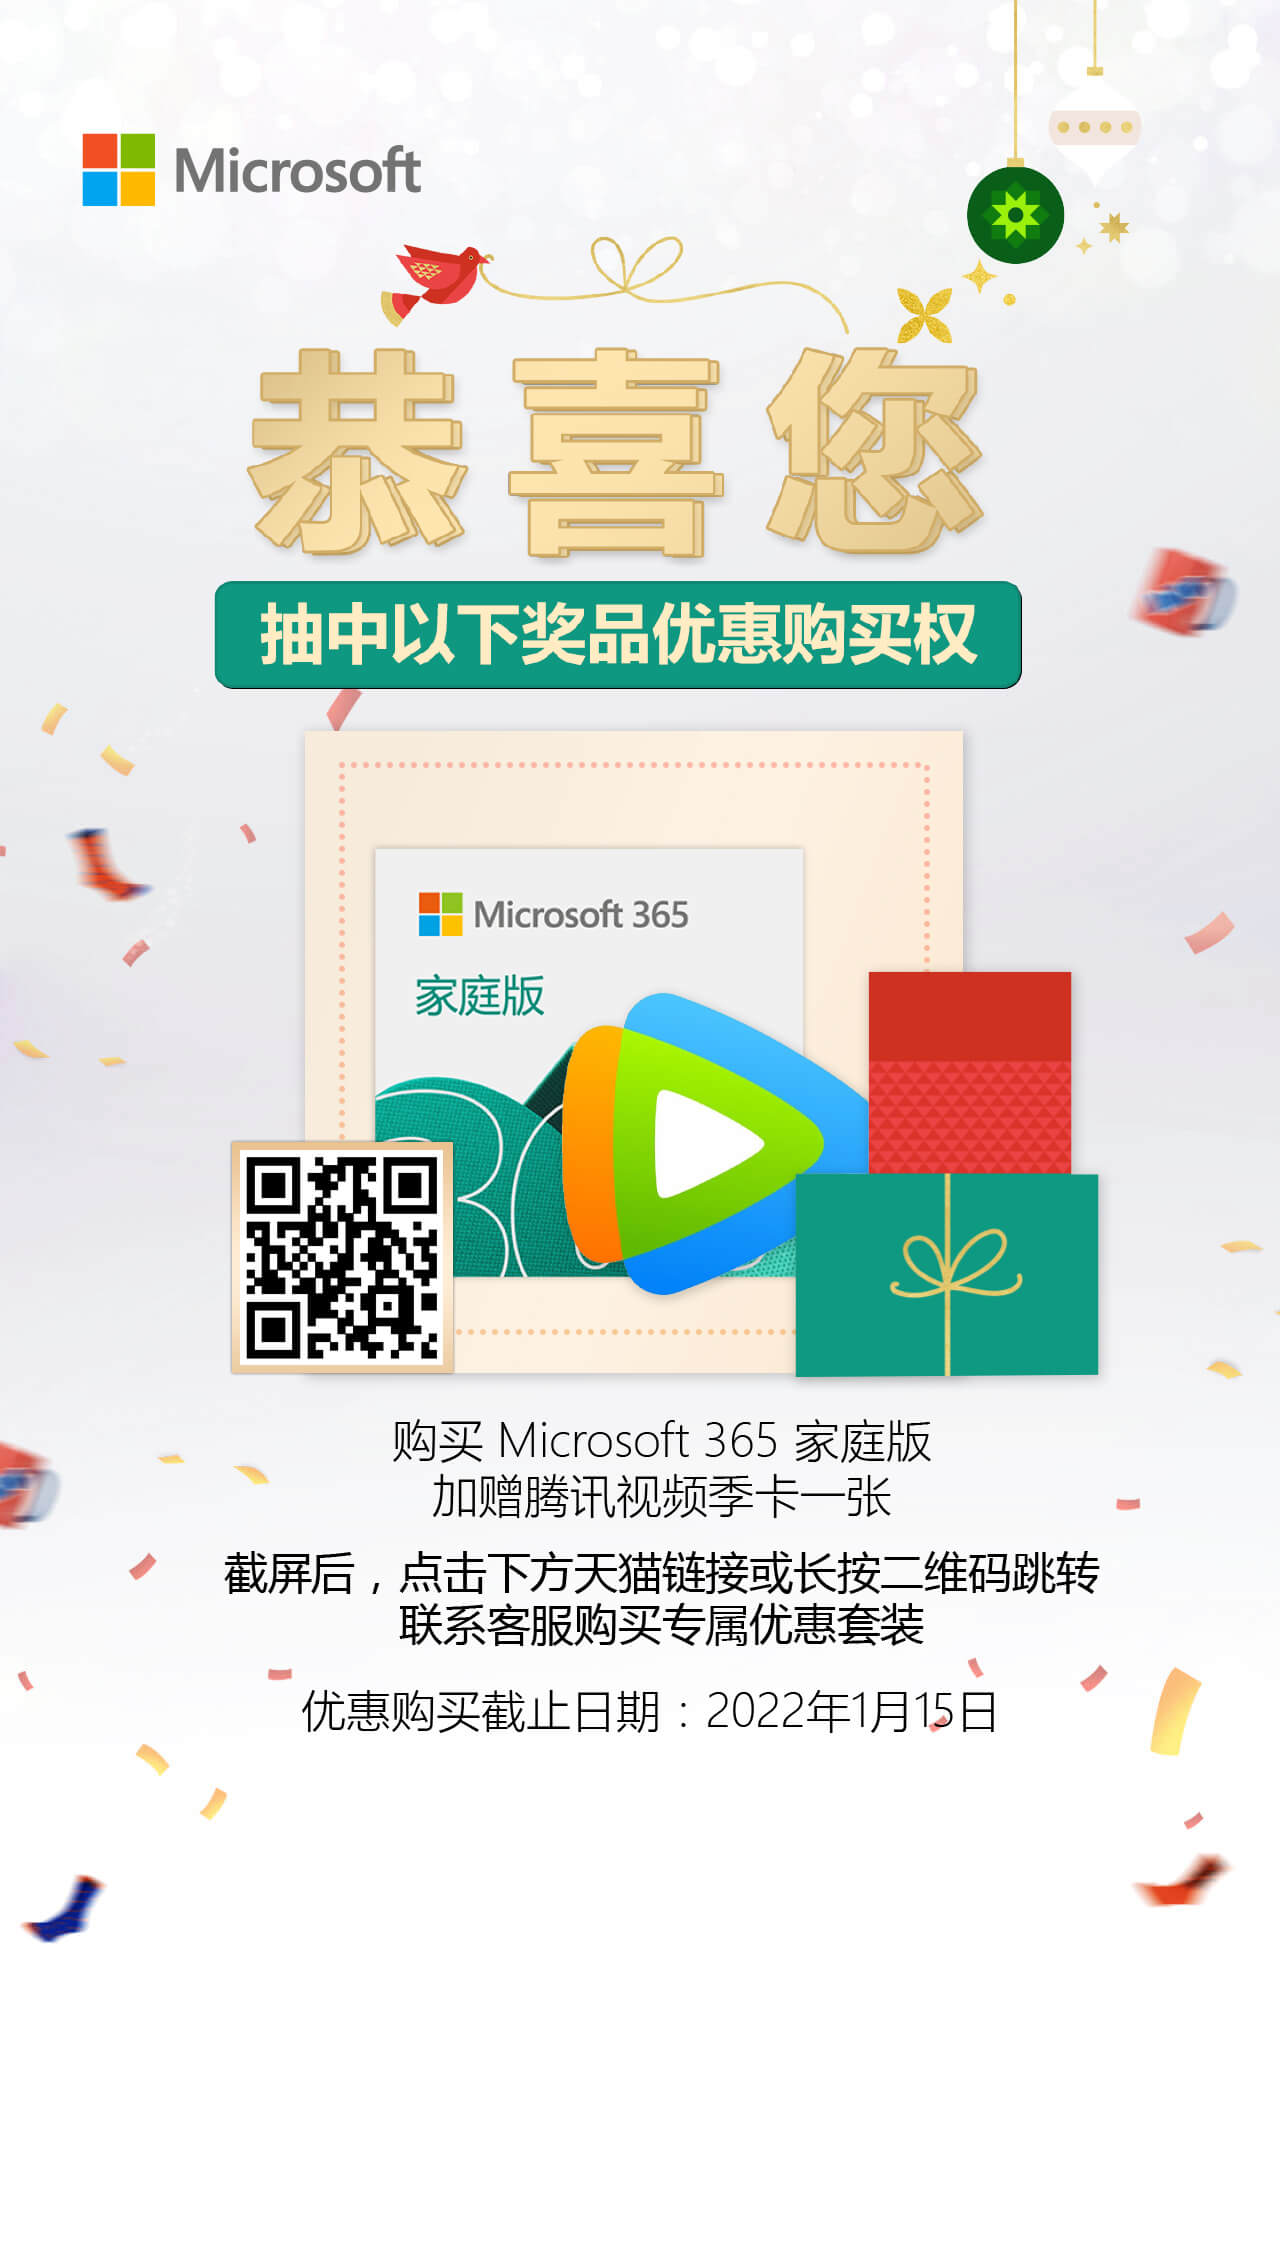 Microsoft
恭喜您
抽中以下奖品优惠购买权
Microsoft 365
家庭版
购买 Microsoft 365 家庭版
加赠腾讯视频季卡一张
截屏后，点击下方天猫链接或长按二维码跳转
联系客服购买专属优惠套装
优惠购买截止日期：2022年1月15日